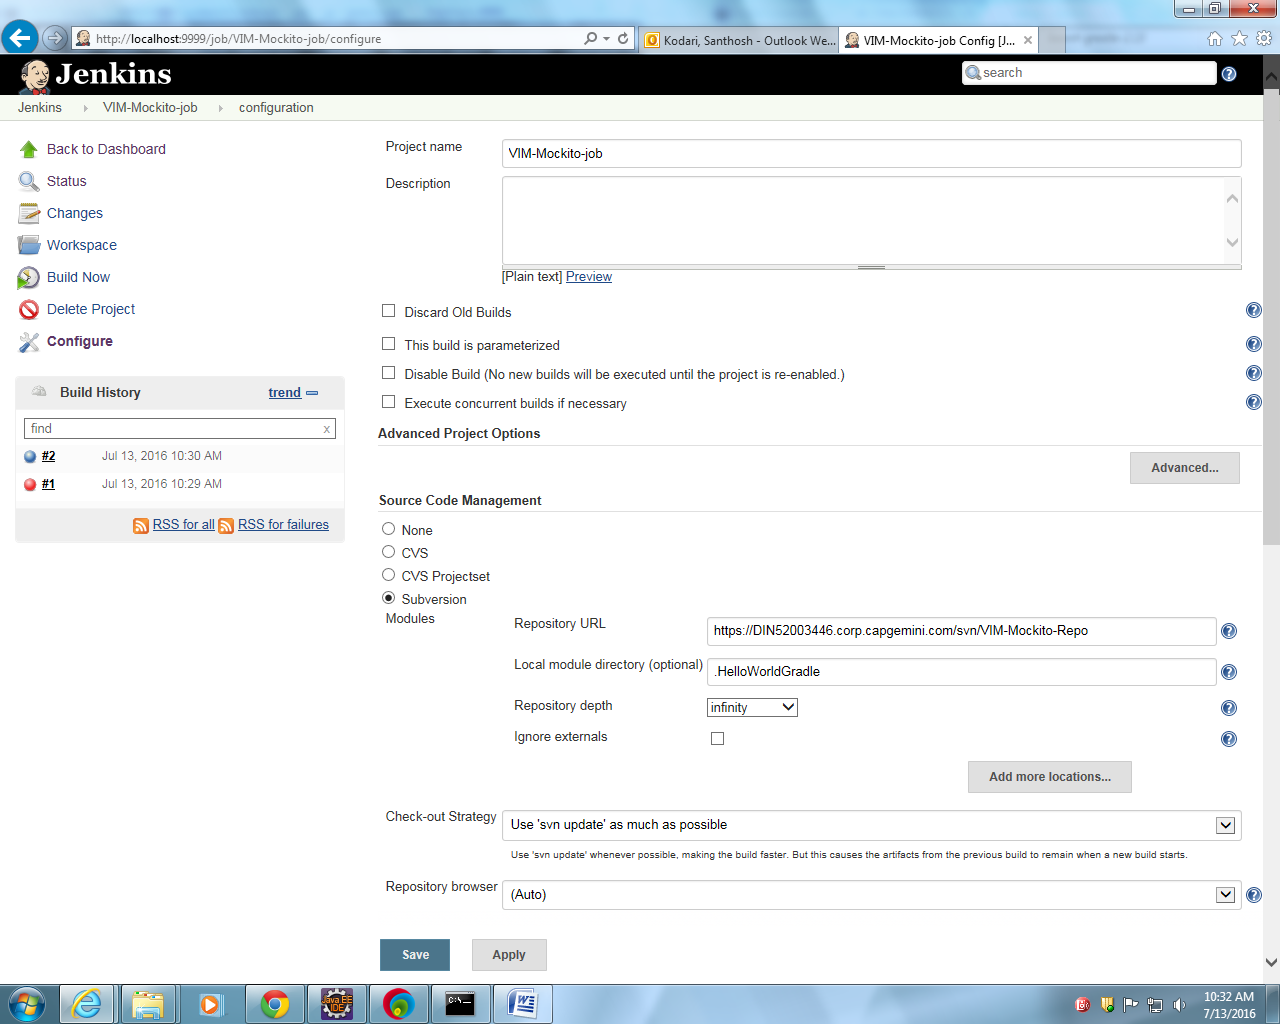 http://localhost:9999/job/VIM-Mockito-job/configure
Kodari, Santhosh - Outlook We...
VIM-Mockito-job Config [J...
Jenkins
search
Jenkins
VIM-Mockito-job
configuration
Back to Dashboard
Status
Changes
Workspace
Build Now
Delete Project
Configure
Build History
trend
find
x
#2 Jul 13, 2016 10:30 AM
#1 Jul 13, 2016 10:29 AM
RSS for all RSS for failures
Project name
VIM-Mockito-job
Description
[Plain text] Preview
Discard Old Builds
This build is parameterized
Disable Build (No new builds will be executed until the project is re-enabled.)
Execute concurrent builds if necessary
Advanced Project Options
Advanced...
Source Code Management
None
CVS
CVS Projectset
Subversion
Modules
Repository URL
https://DIN52003446.corp.capgemini.com/svn/VIM-Mockito-Repo
Local module directory (optional)
.HelloWorldGradle
Repository depth
infinity
Ignore externals
Add more locations...
Check-out Strategy
Use 'svn update' as much as possible
Use 'svn update' whenever possible, making the build faster. But this causes the artifacts from the previous build to remain when a new build starts.
Repository browser
(Auto)
Save
Apply
Java EE
IDE
C:\.
10:32 AM
7/13/2016